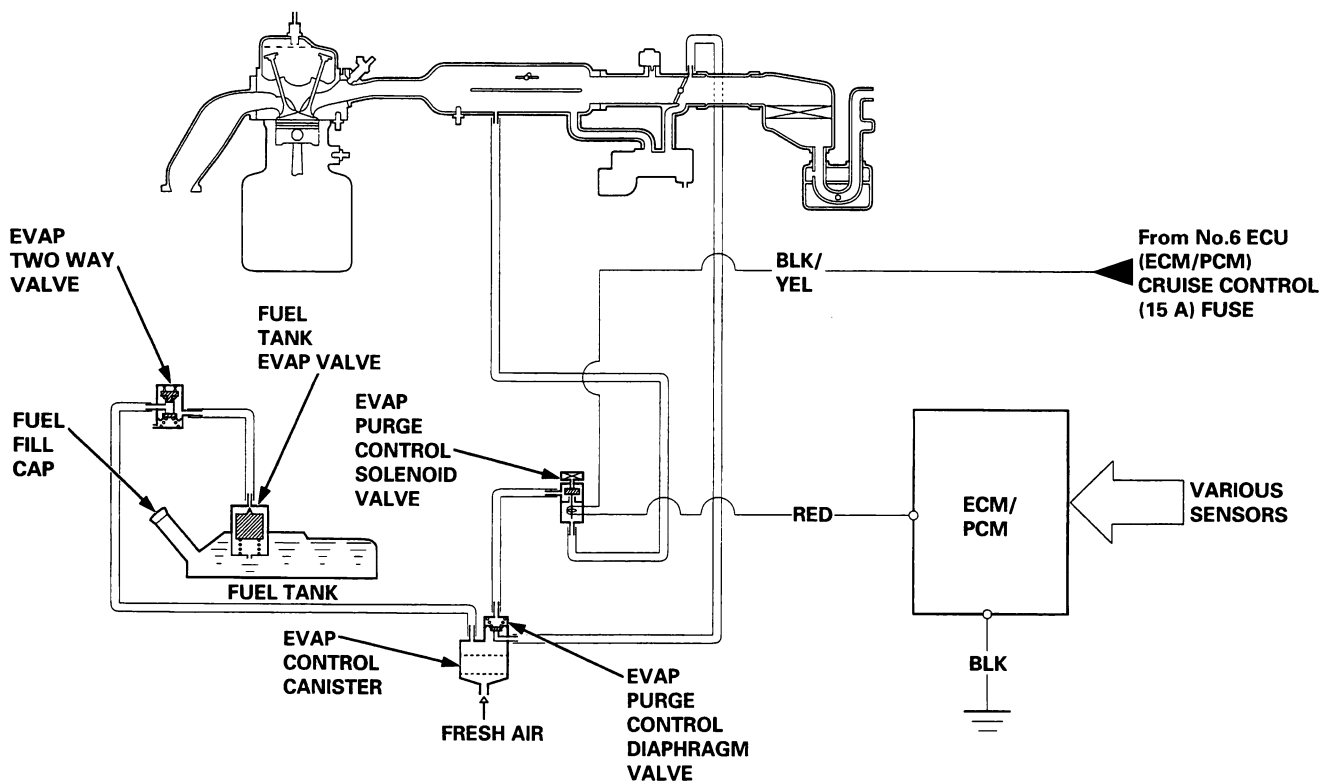 EVAP
TWO WAY
VALVE
FUEL
TANK
EVAP VALVE
FUEL
FILL
CAP
EVAP
PURGE
CONTROL
SOLENOID
VALVE
BLK/
YEL
From No.6 ECU
(ECM/PCM)
CRUISE CONTROL
(15 A) FUSE
RED
ECM/
PCM
VARIOUS
SENSORS
FUEL TANK
EVAP
CONTROL
CANISTER
FRESH AIR
EVAP
PURGE
CONTROL
DIAPHRAGM
VALVE
BLK